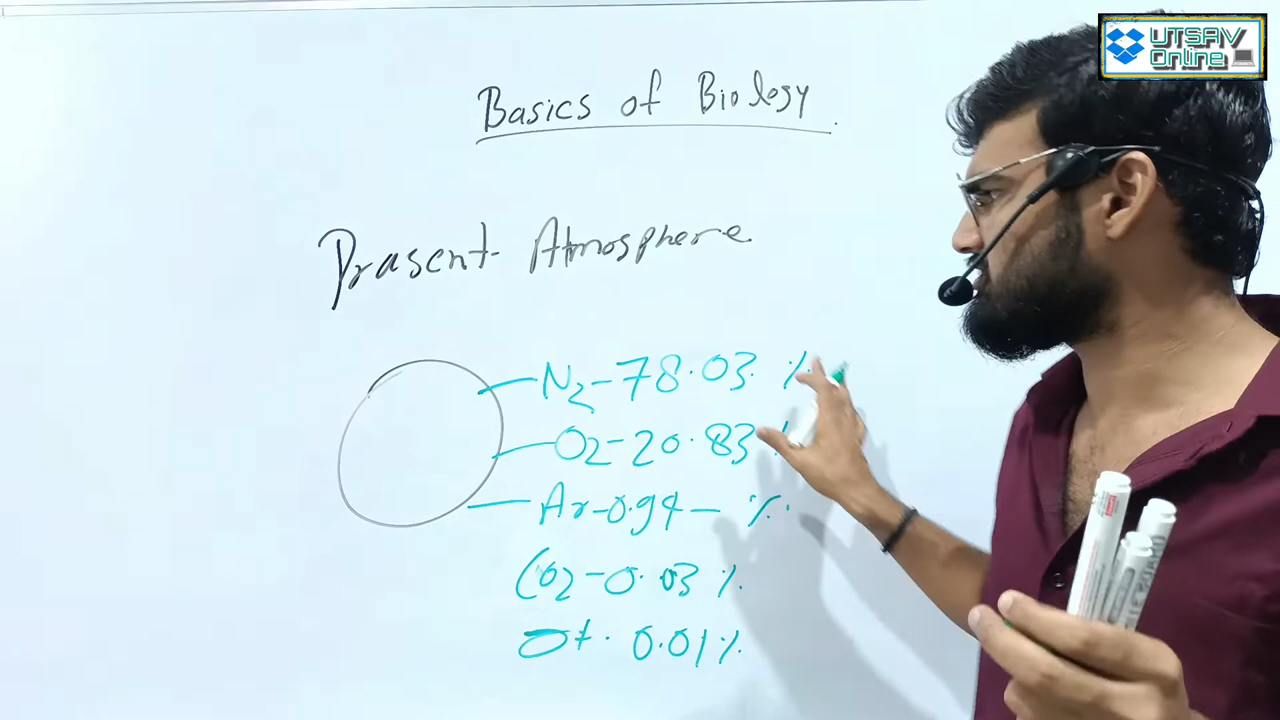 UTSAV
Online
Basics of Biology
Prasent Atmosphere
N2-78.03 %
O2-20.83 %
Ar-0.94- %.
CO2-0.03 %
Ot. 0.01%